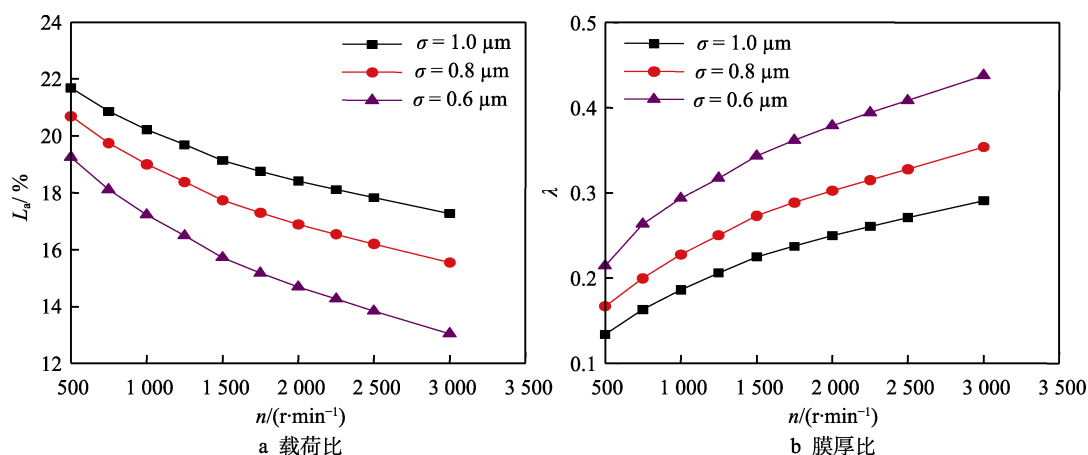 24
22
20
18
16
14
12
Lₐ/ %
σ = 1.0 μm
σ = 0.8 μm
σ = 0.6 μm
500 1 000 1 500 2 000 2 500 3 000 3 500
n/(r·min⁻¹)
a 载荷比
0.5
0.4
0.3
0.2
0.1
λ
σ = 1.0 μm
σ = 0.8 μm
σ = 0.6 μm
500 1 000 1 500 2 000 2 500 3 000 3 500
n/(r·min⁻¹)
b 膜厚比